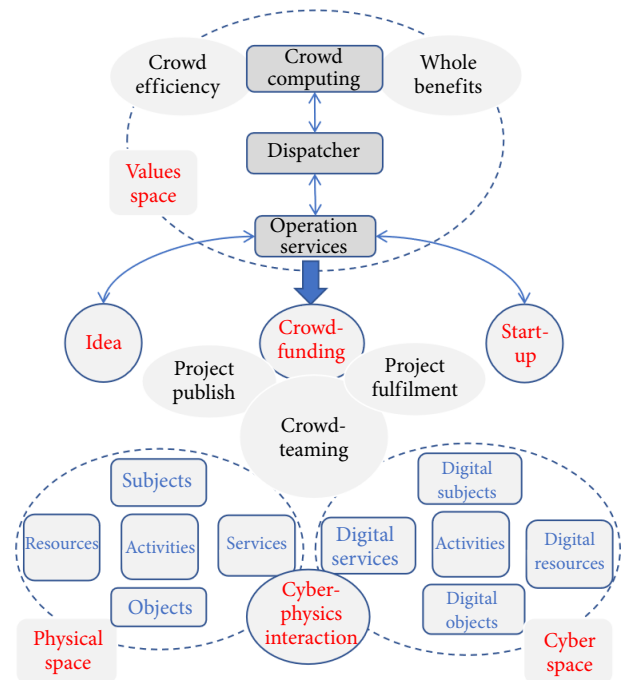 Crowd
efficiency
Crowd
computing
Whole
benefits
Dispatcher
Values
space
Operation
services
Idea
Crowd-
funding
Start-
up
Project
publish
Project
fulfilment
Crowd-
teaming
Subjects
Resources
Activities
Services
Objects
Physical
space
Cyber-
physics
interaction
Digital
subjects
Digital
services
Activities
Digital
resources
Digital
objects
Cyber
space